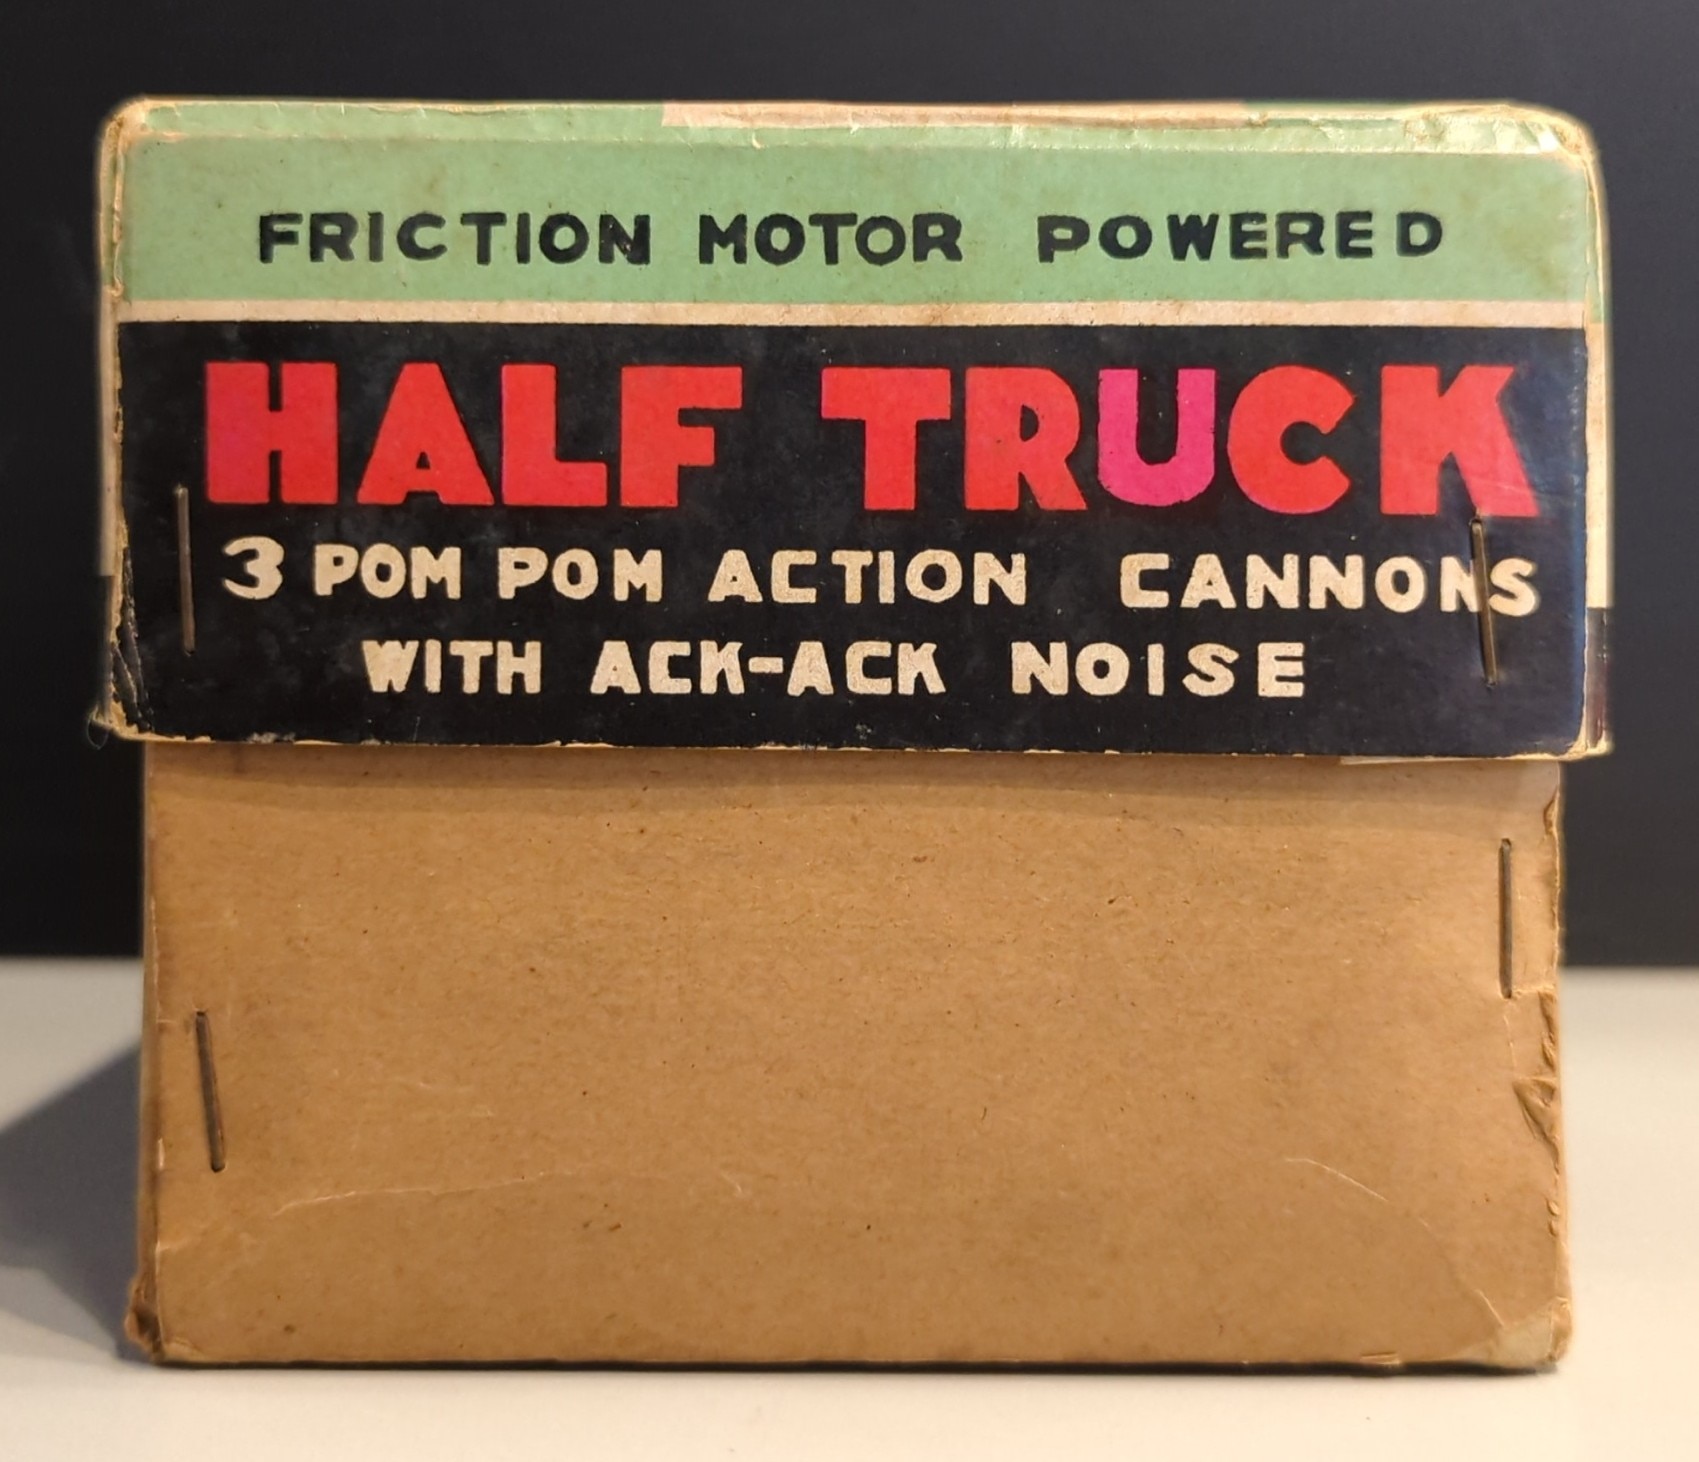 FRICTION MOTOR POWERED
HALF TRUCK
3 POM POM ACTION CANNONS
WITH ACK-ACK NOISE